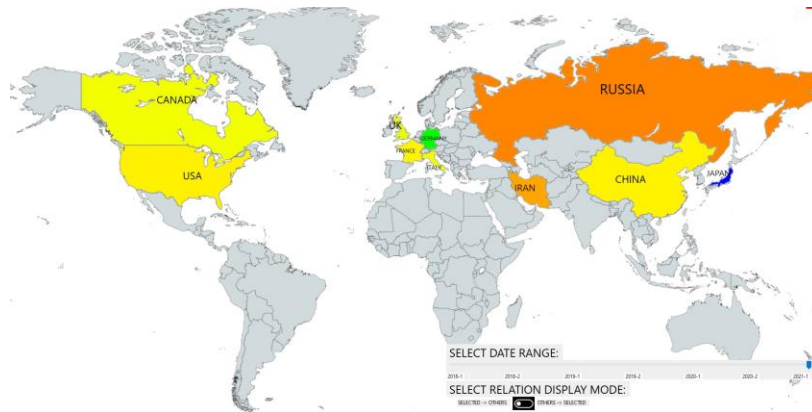 RUSSIA
CANADA
UK
GERMANY
FRANCE
ITALY
USA
IRAN
CHINA
JAPAN
SELECT DATE RANGE:
2018-1 2018-2 2019-1 2019-2 2020-1 2020-2 2021-1
SELECT RELATION DISPLAY MODE:
SELECTED -> OTHERS OTHERS -> SELECTED